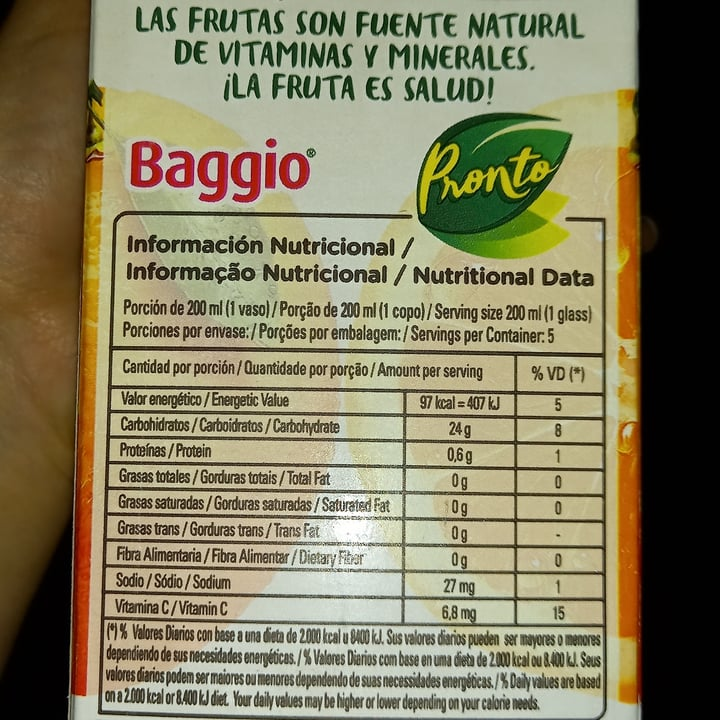 LAS FRUTAS SON FUENTE NATURAL
DE VITAMINAS Y MINERALES.
¡LA FRUTA ES SALUD!
Baggio®
Pronto
Información Nutricional /
Informação Nutricional / Nutritional Data
Porción de 200 ml (1 vaso) / Porção de 200 ml (1 copo) / Serving size 200 ml (1 glass)
Porciones por envase: / Porções por embalagem: / Servings per Container: 5
Cantidad por porción / Quantidade por porção / Amount per serving % VD (*)
Valor energético / Energetic Value 97 kcal = 407 kJ 5
Carbohidratos / Carboidratos / Carbohydrate 24 g 8
Proteínas / Protein 0,6 g 1
Grasas totales / Gorduras totais / Total Fat 0 g 0
Grasas saturadas / Gorduras saturadas / Saturated Fat 0 g 0
Grasas trans / Gorduras trans / Trans Fat 0 g -
Fibra Alimentaria / Fibra Alimentar / Dietary Fiber 0 g 0
Sodio / Sódio / Sodium 27 mg 1
Vitamina C / Vitamin C 6,8 mg 15
(*) % Valores Diarios con base a una dieta de 2.000 kcal u 8400 kJ. Sus valores diarios pueden ser mayores o menores
dependiendo de sus necesidades energéticas. / % Valores Diarios com base em uma dieta de 2.000 kcal ou 8.400 kJ. Seus
valores diarios podem ser maiores ou menores dependendo de suas necessidades energéticas. / % Daily values are based
on a 2.000 kcal or 8.400 kJ diet. Your daily values may be higher or lower depending on your calorie needs.